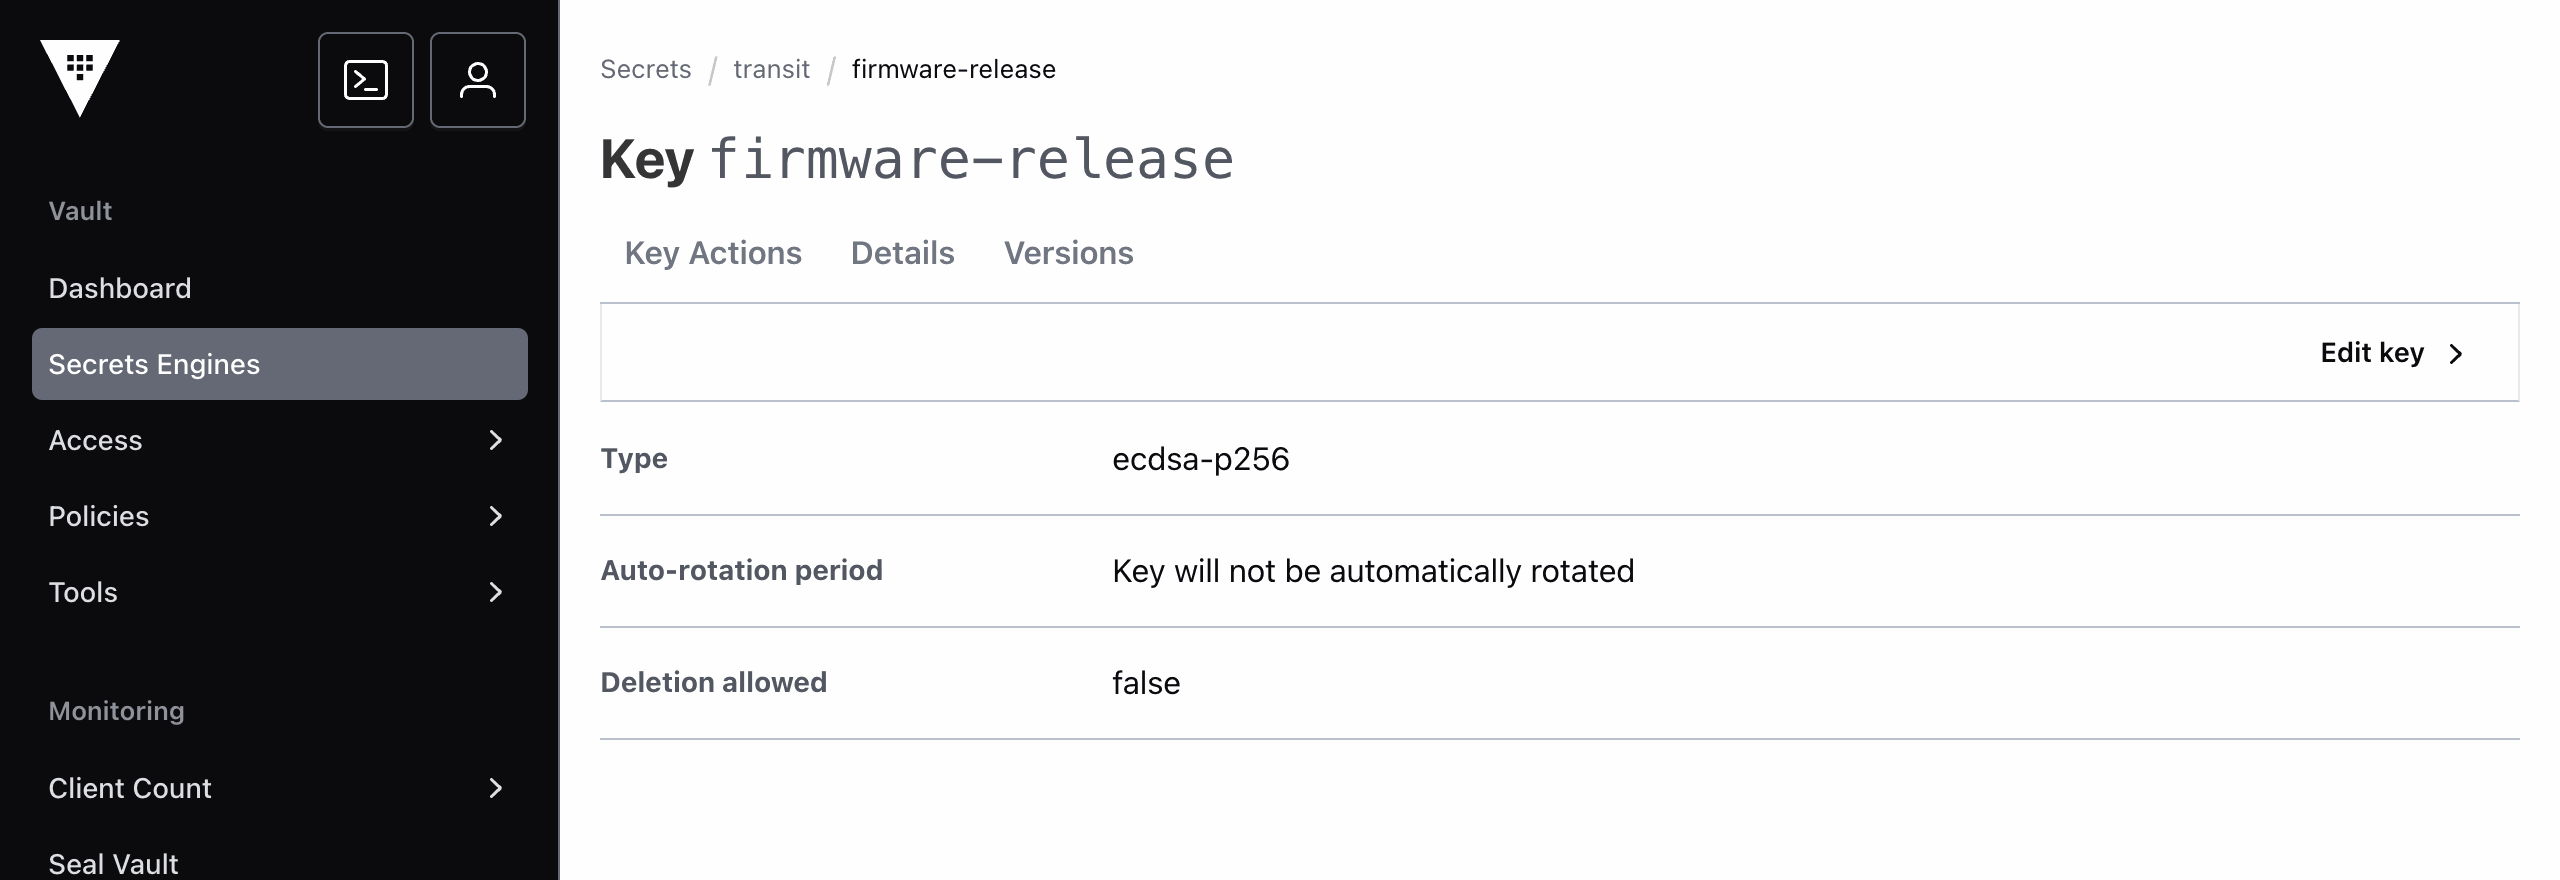 Vault
Dashboard
Secrets Engines
Access
Policies
Tools
Monitoring
Client Count
Seal Vault
Secrets / transit / firmware-release
Key firmware-release
Key Actions Details Versions
Edit key
Type ecdsa-p256
Auto-rotation period Key will not be automatically rotated
Deletion allowed false